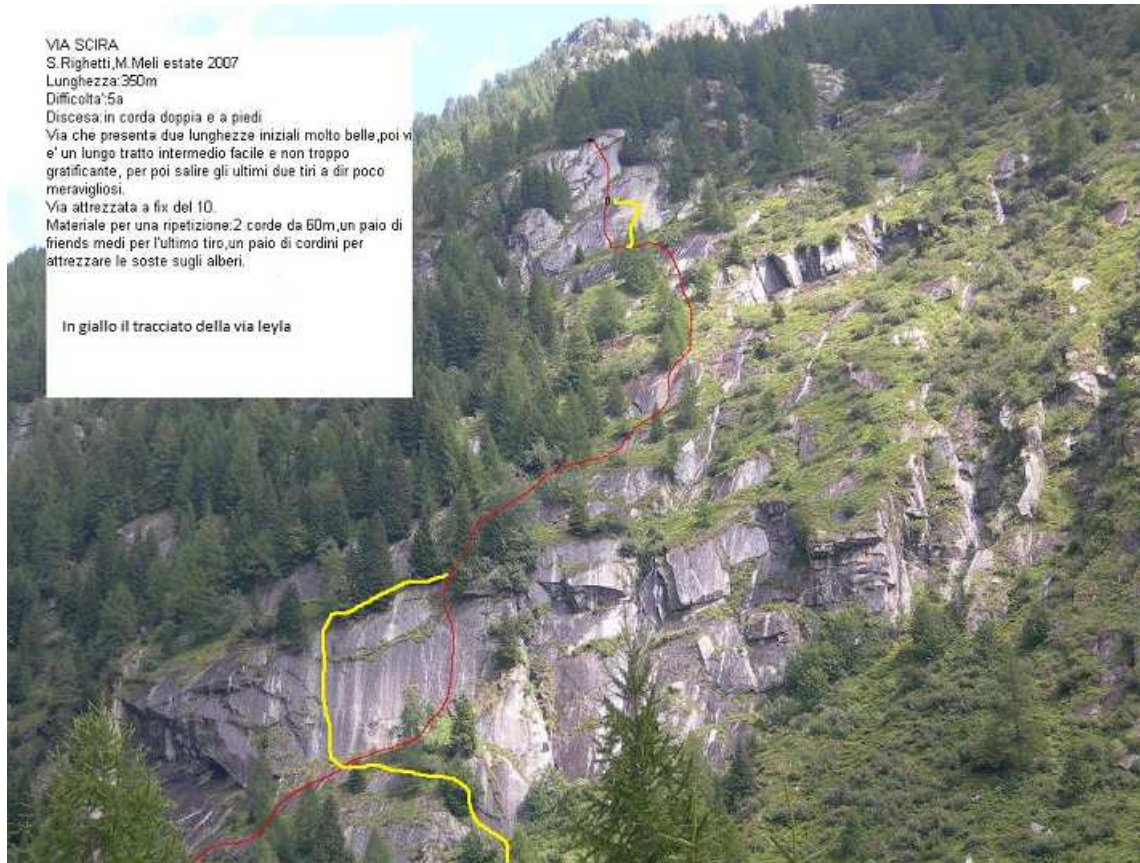 VIA SCIRA
S.Righetti,M.Meli estate 2007
Lunghezza:350m
Difficolta':5a
Discesa:in corda doppia e a piedi
Via che presenta due lunghezze iniziali molto belle,poi vi
e' un lungo tratto intermedio facile e non troppo
gratificante, per poi salire gli ultimi due tiri a dir poco
meravigliosi.
Via attrezzata a fix del 10.
Materiale per una ripetizione:2 corde da 60m,un paio di
friends medi per l'ultimo tiro,un paio di cordini per
attrezzare le soste sugli alberi.
In giallo il tracciato della via leyla